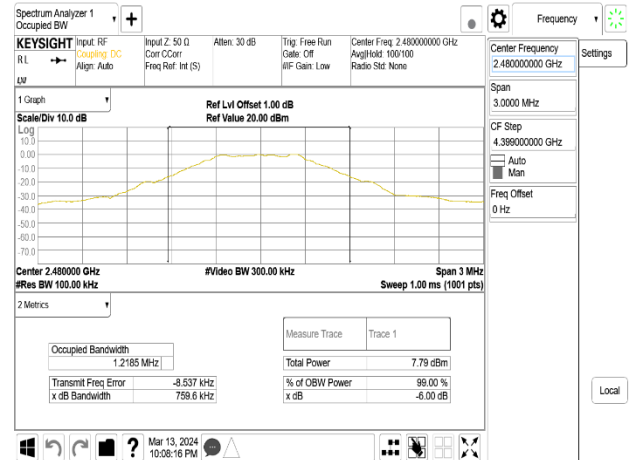 Spectrum Analyzer 1
Occupied BW
Frequency
KEYSIGHT
RL
Input: RF
Coupling: DC
Align: Auto
Input Z: 50 Ω
Corr CCorr
Freq Ref: Int (S)
Atten: 30 dB
Trig: Free Run
Gate: Off
#IF Gain: Low
Center Freq: 2.480000000 GHz
Avg|Hold: 100/100
Radio Std: None
Center Frequency
2.480000000 GHz
Settings
Span
3.0000 MHz
CF Step
4.399000000 GHz
Auto
Man
Freq Offset
0 Hz
1 Graph
Scale/Div 10.0 dB
Ref Lvl Offset 1.00 dB
Ref Value 20.00 dBm
Log
10.0
0.00
-10.0
-20.0
-30.0
-40.0
-50.0
-60.0
-70.0
Center 2.480000 GHz
#Video BW 300.00 kHz
Span 3 MHz
#Res BW 100.00 kHz
Sweep 1.00 ms (1001 pts)
2 Metrics
Measure Trace
Trace 1
Occupied Bandwidth
1.2185 MHz
Total Power
7.79 dBm
Transmit Freq Error
-8.537 kHz
% of OBW Power
99.00 %
x dB Bandwidth
759.6 kHz
x dB
-6.00 dB
Local
?
Mar 13, 2024
10:08:16 PM